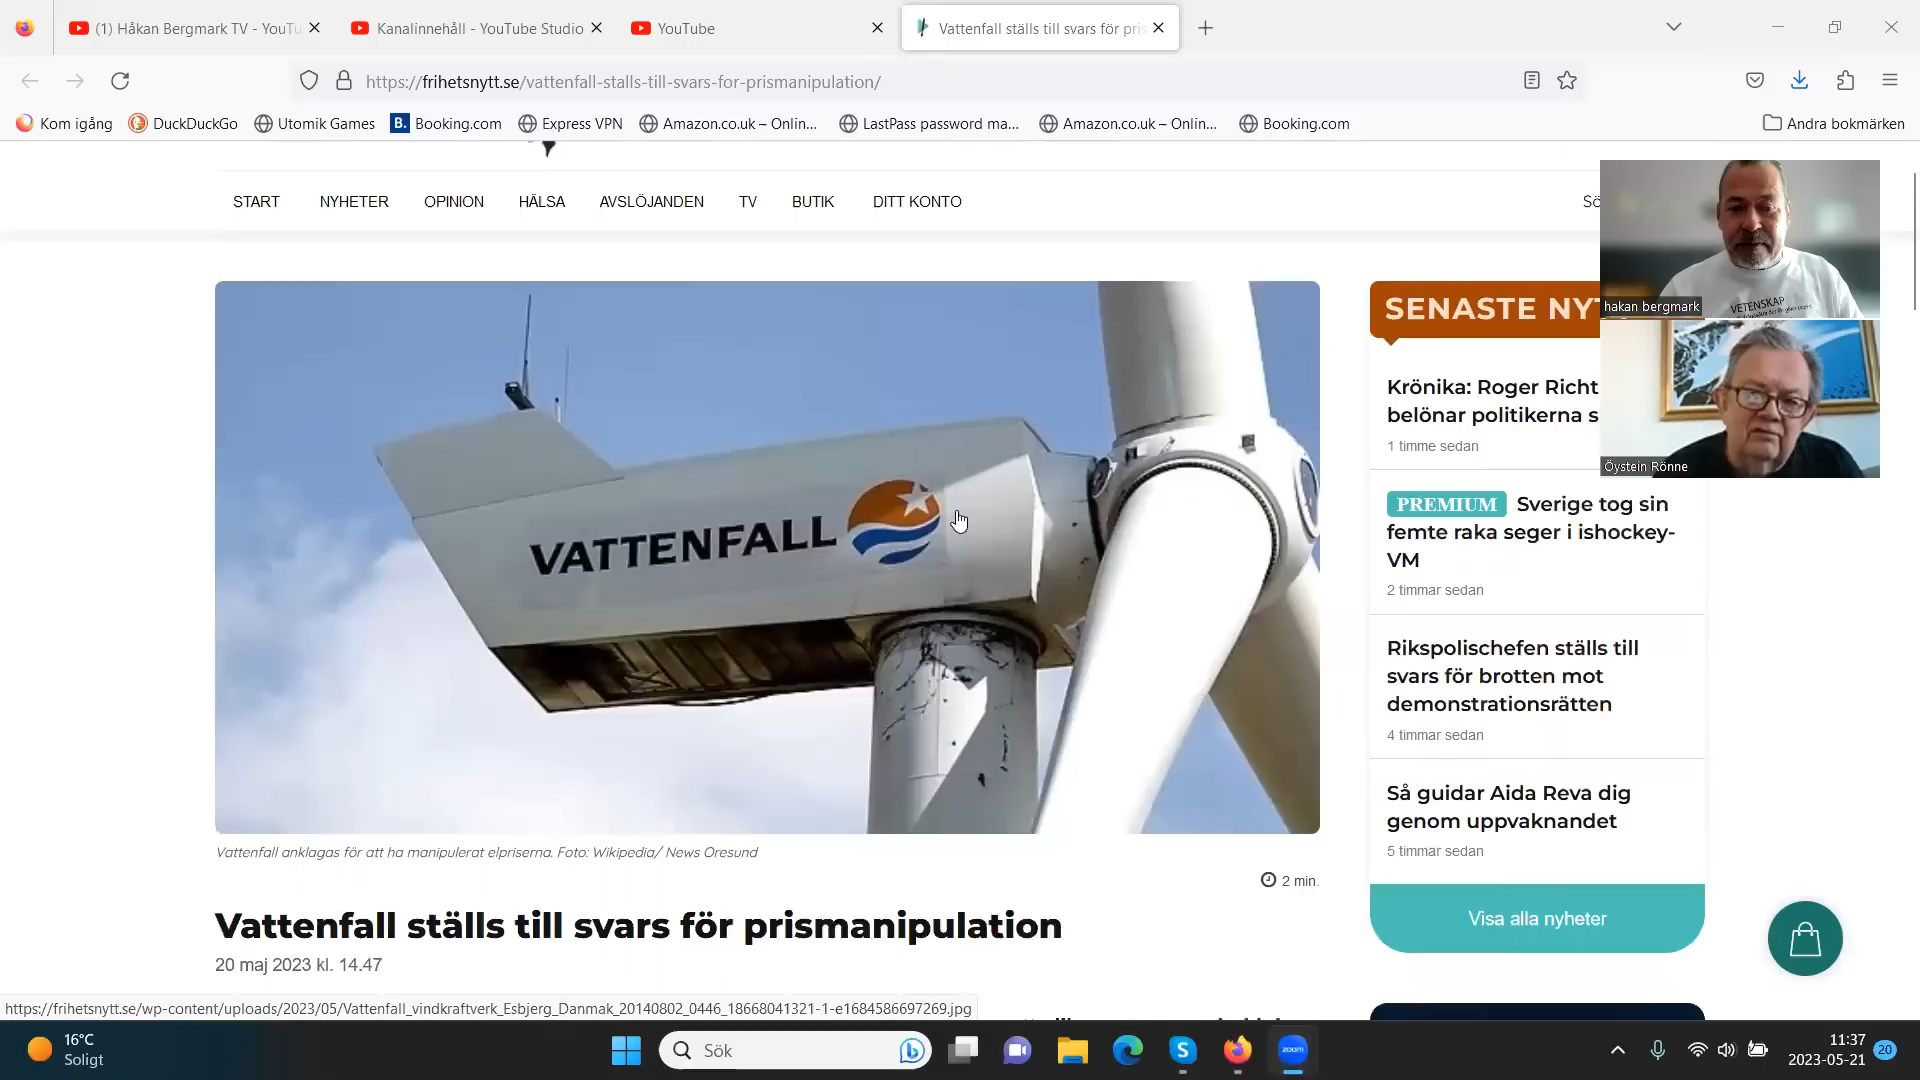 (1) Håkan Bergmark TV - YouTu
Kanalinnehåll - YouTube Studio
YouTube
Vattenfall ställs till svars för pris
https://frihetsnytt.se/vattenfall-stalls-till-svars-for-prismanipulation/
Kom igång
DuckDuckGo
Utomik Games
B. Booking.com
Express VPN
Amazon.co.uk – Onlin...
LastPass password ma...
Amazon.co.uk – Onlin...
Booking.com
Andra bokmärken
START NYHETER OPINION HÄLSA AVSLÖJANDEN TV BUTIK DITT KONTO
Sö
VETENSKAP
hakan bergmark
Öystein Rönne
VATTENFALL
Vattenfall anklagas för att ha manipulerat elpriserna. Foto: Wikipedia/ News Oresund
2 min.
Vattenfall ställs till svars för prismanipulation
20 maj 2023 kl. 14.47
SENASTE NY
Krönika: Roger Richt
belönar politikerna s
1 timme sedan
PREMIUM Sverige tog sin
femte raka seger i ishockey-
VM
2 timmar sedan
Rikspolischefen ställs till
svars för brotten mot
demonstrationsrätten
4 timmar sedan
Så guidar Aida Reva dig
genom uppvaknandet
5 timmar sedan
Visa alla nyheter
https://frihetsnytt.se/wp-content/uploads/2023/05/Vattenfall_vindkraftverk_Esbjerg_Danmak_20140802_0446_18668041321-1-e1684586697269.jpg
16°C
Soligt
Sök
zoom
11:37
2023-05-21
20